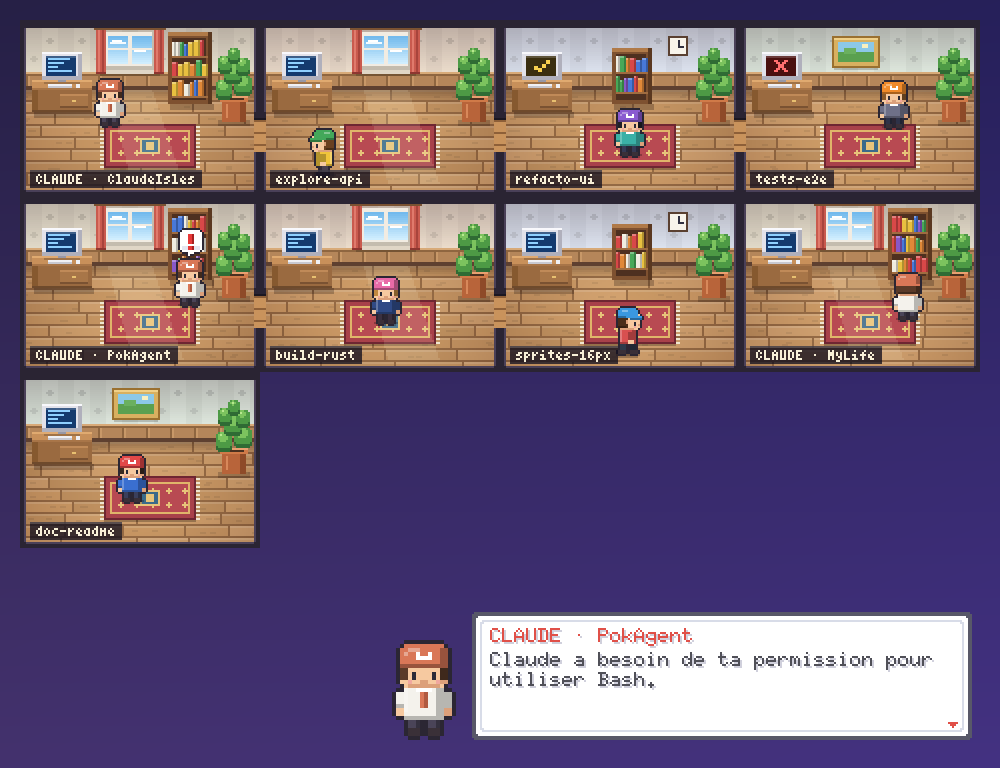 CLAUDE · ClaudeIsles
explore-api
refacto-ui
tests-e2e
CLAUDE · PokAgent
build-rust
sprites-16px
CLAUDE · MyLife
doc-readme
CLAUDE · PokAgent
Claude a besoin de ta permission pour
utiliser Bash.